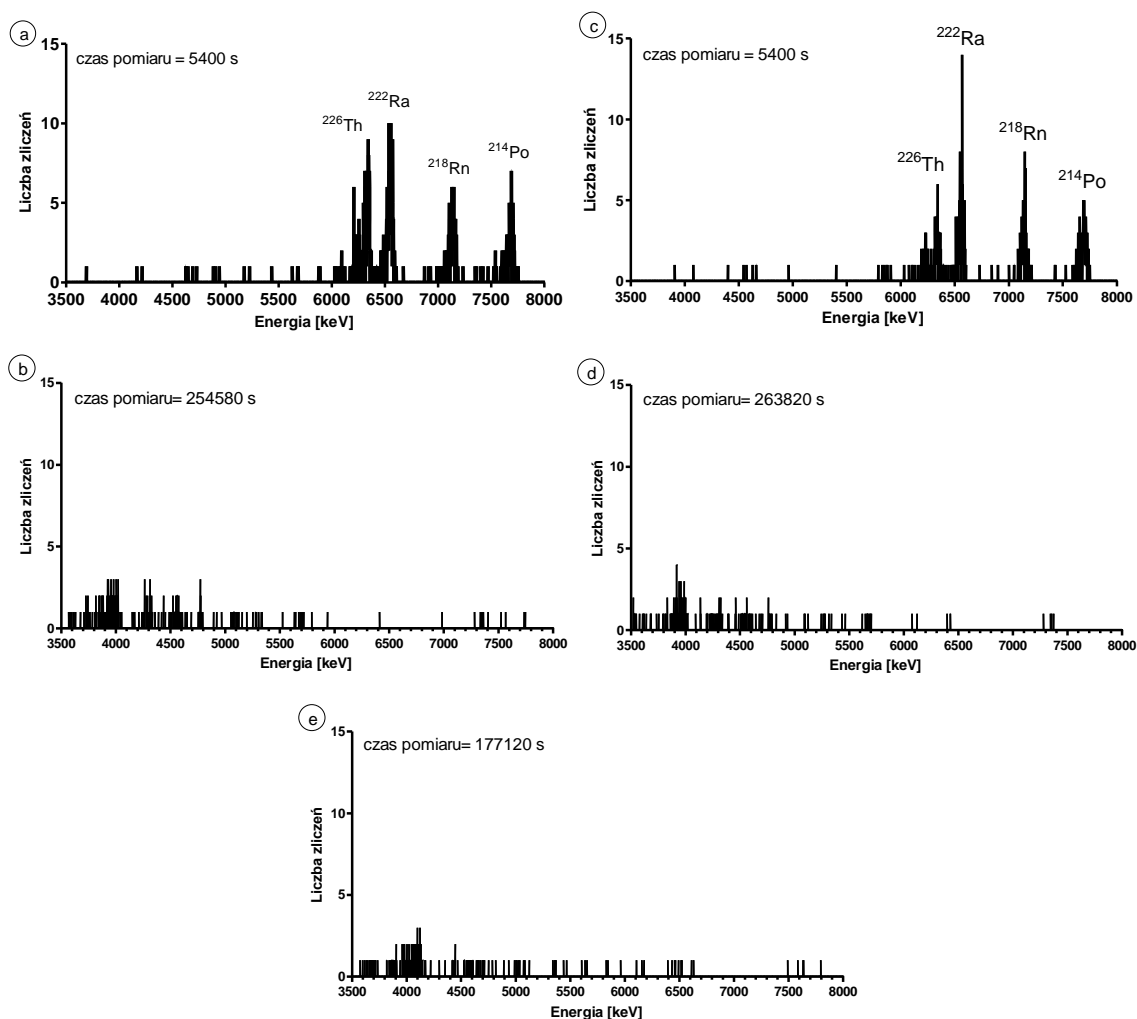 a
czas pomiaru = 5400 s
Liczba zliczeń
15
10
5
0
226Th
222Ra
218Rn
214Po
3500 4000 4500 5000 5500 6000 6500 7000 7500 8000
Energia [keV]
c
czas pomiaru = 5400 s
Liczba zliczeń
15
10
5
0
222Ra
218Rn
226Th
214Po
3500 4000 4500 5000 5500 6000 6500 7000 7500 8000
Energia [keV]
b
czas pomiaru= 254580 s
Liczba zliczeń
15
10
5
0
3500 4000 4500 5000 5500 6000 6500 7000 7500 8000
Energia [keV]
d
czas pomiaru= 263820 s
Liczba zliczeń
15
10
5
0
3500 4000 4500 5000 5500 6000 6500 7000 7500 8000
Energia [keV]
e
czas pomiaru= 177120 s
Liczba zliczeń
15
10
5
0
3500 4000 4500 5000 5500 6000 6500 7000 7500 8000
Energia [keV]